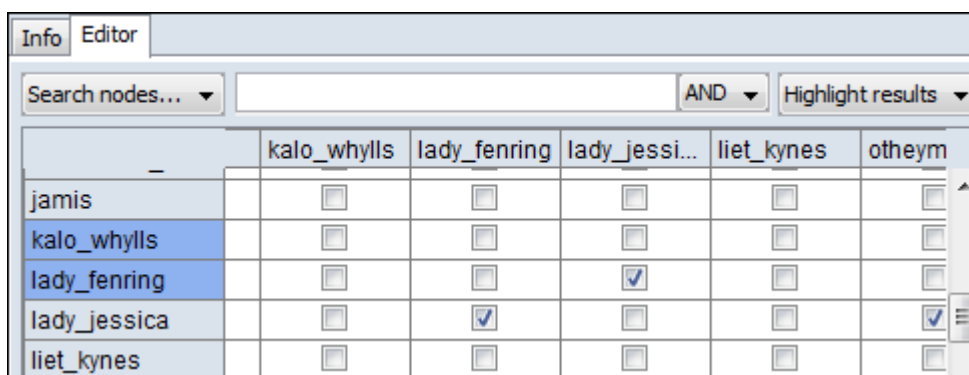 Info Editor
Search nodes... AND Highlight results
kalo_whylls lady_fenring lady_jessi... liet_kynes otheym
jamis
kalo_whylls
lady_fenring
lady_jessica
liet_kynes